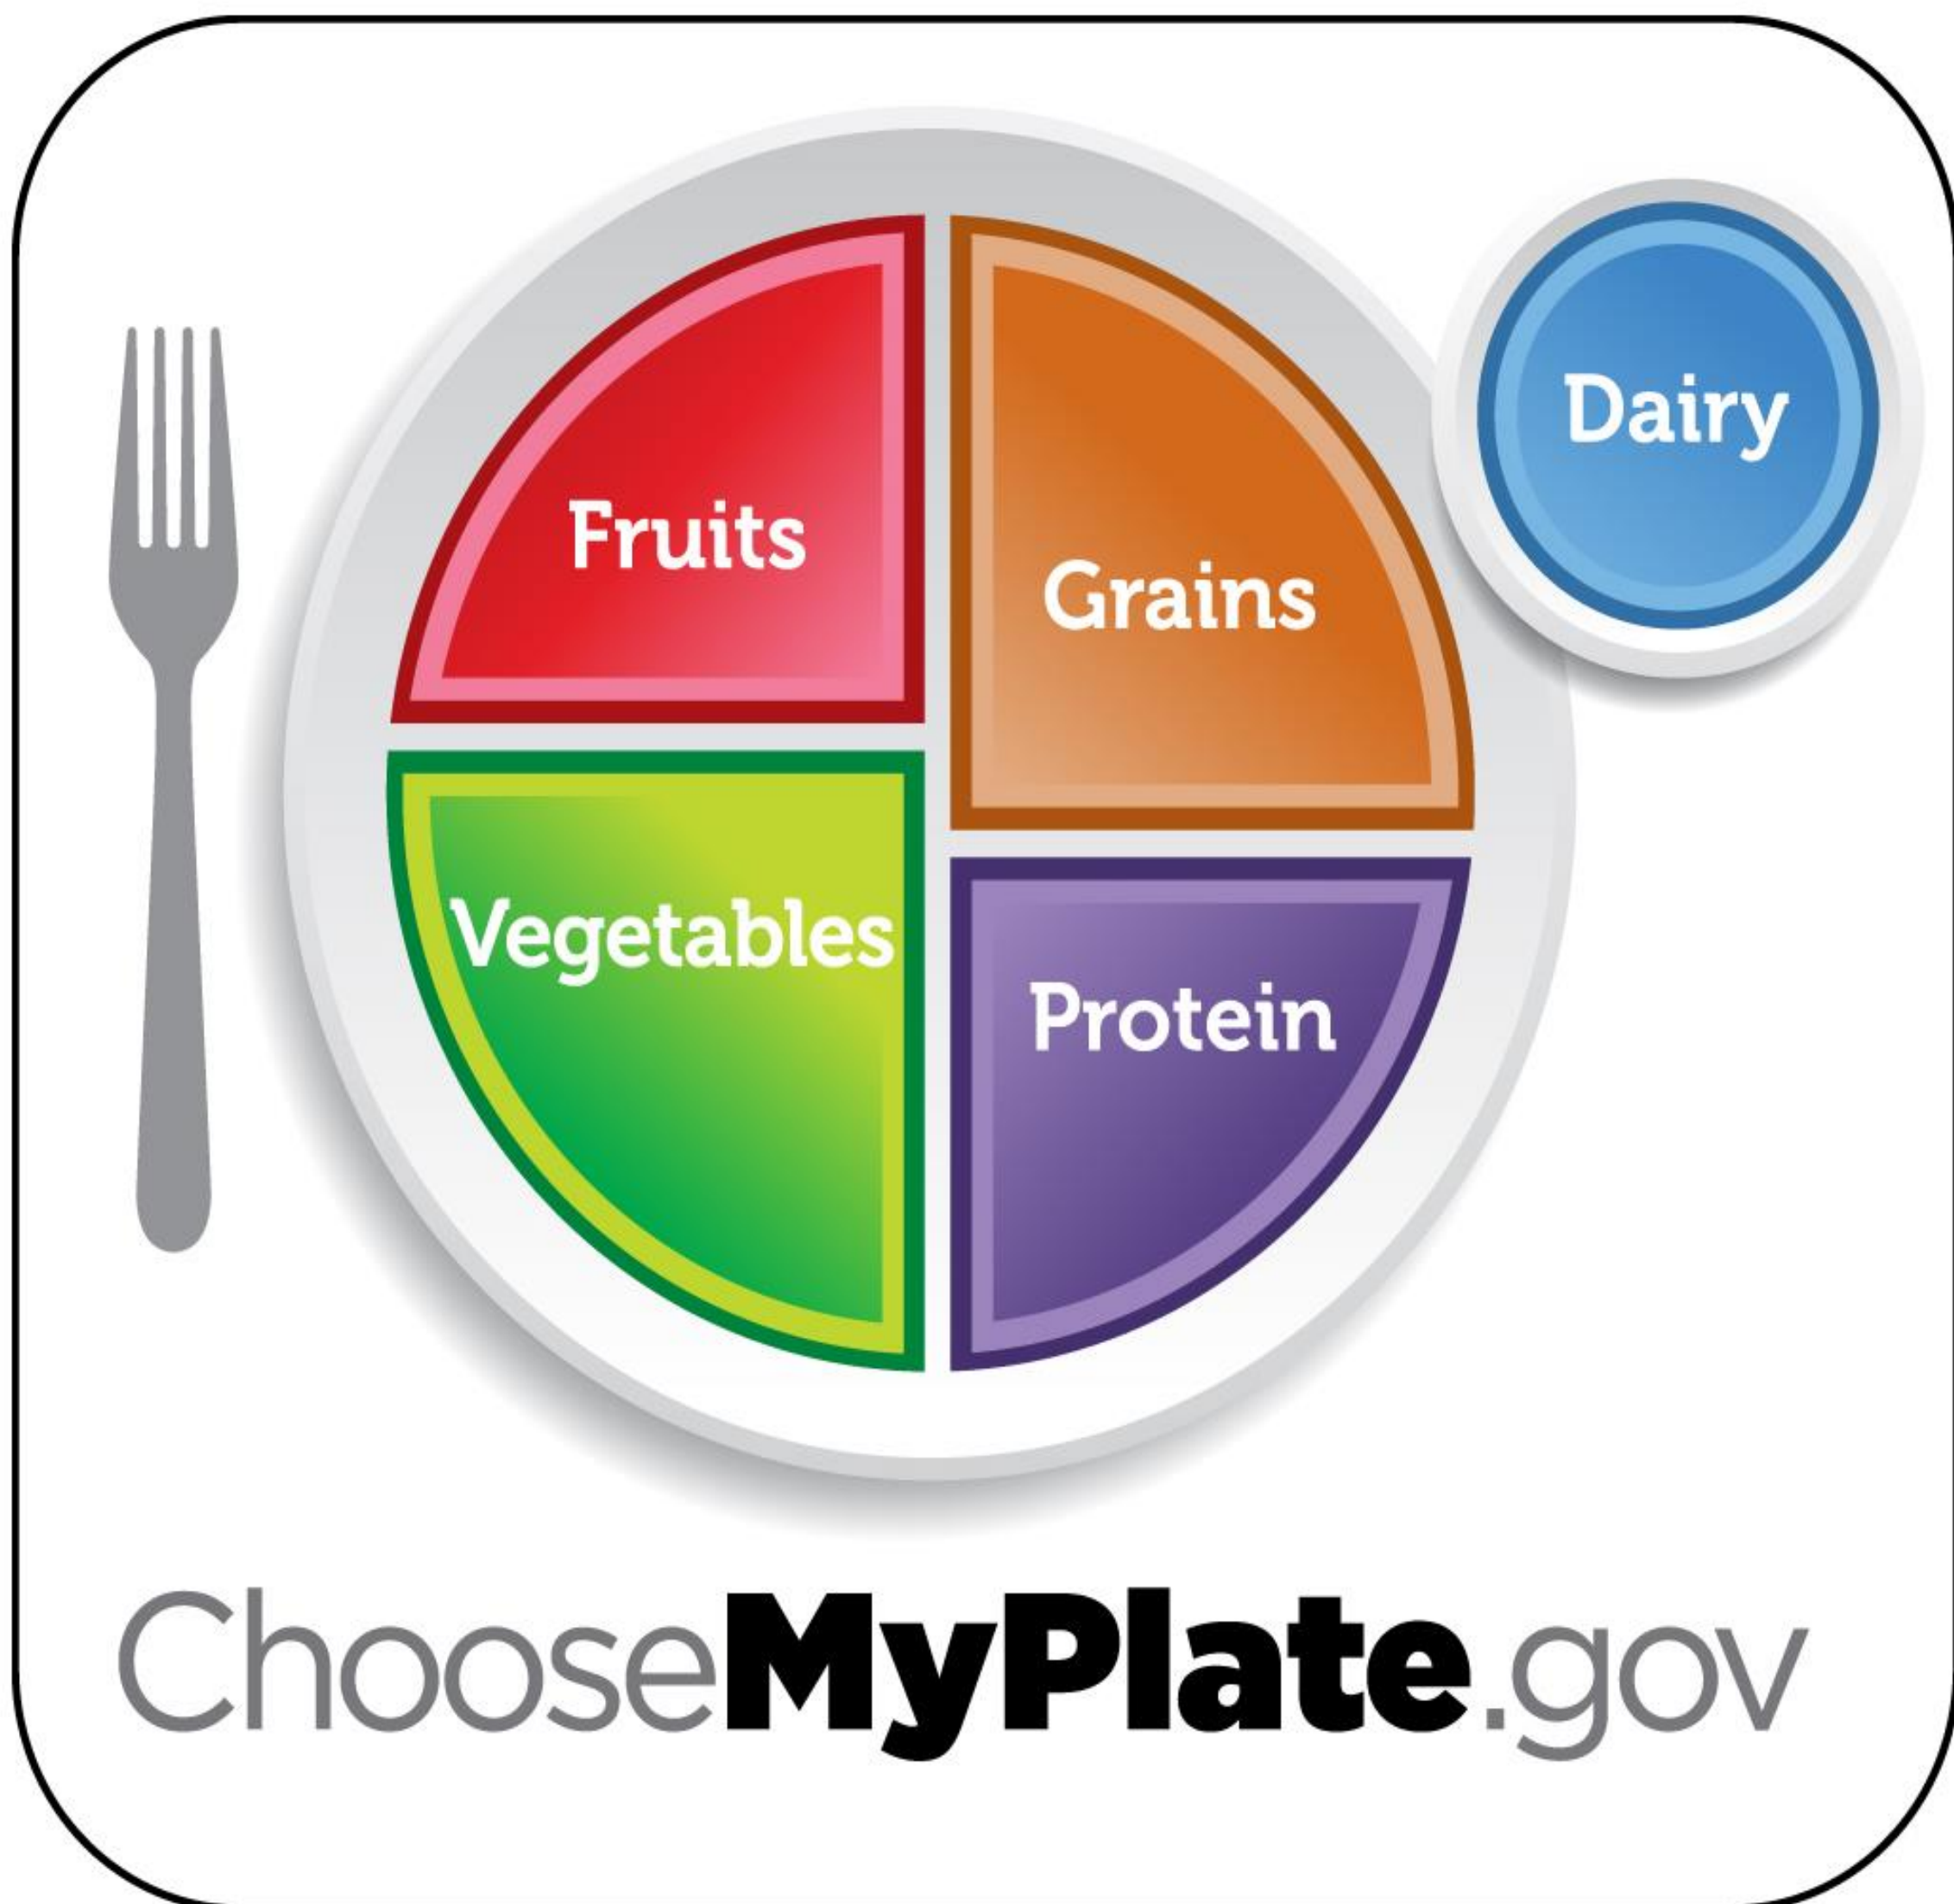 Fruits
Grains
Dairy
Vegetables
Protein
ChooseMyPlate.gov